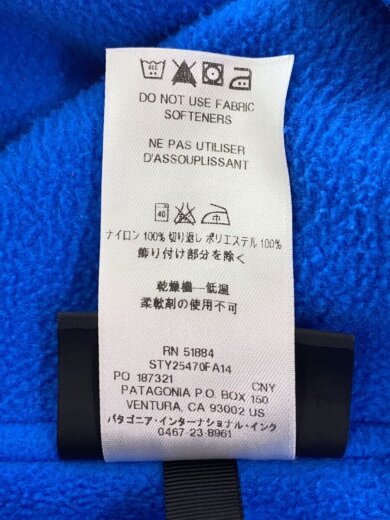 DO NOT USE FABRIC
SOFTENERS
NE PAS UTILISER
D'ASSOUPLISSANT
40
ナイロン 100% 切り返し ポリエステル 100%
飾り付け部分を除く
乾燥機一低温
柔軟剤の使用不可
RN 51884
STY25470FA14
PO 187321 CNY
PATAGONIA P.O. BOX 150
VENTURA, CA 93002 US
パタゴニア・インターナショナル・インク
0467-23-8961